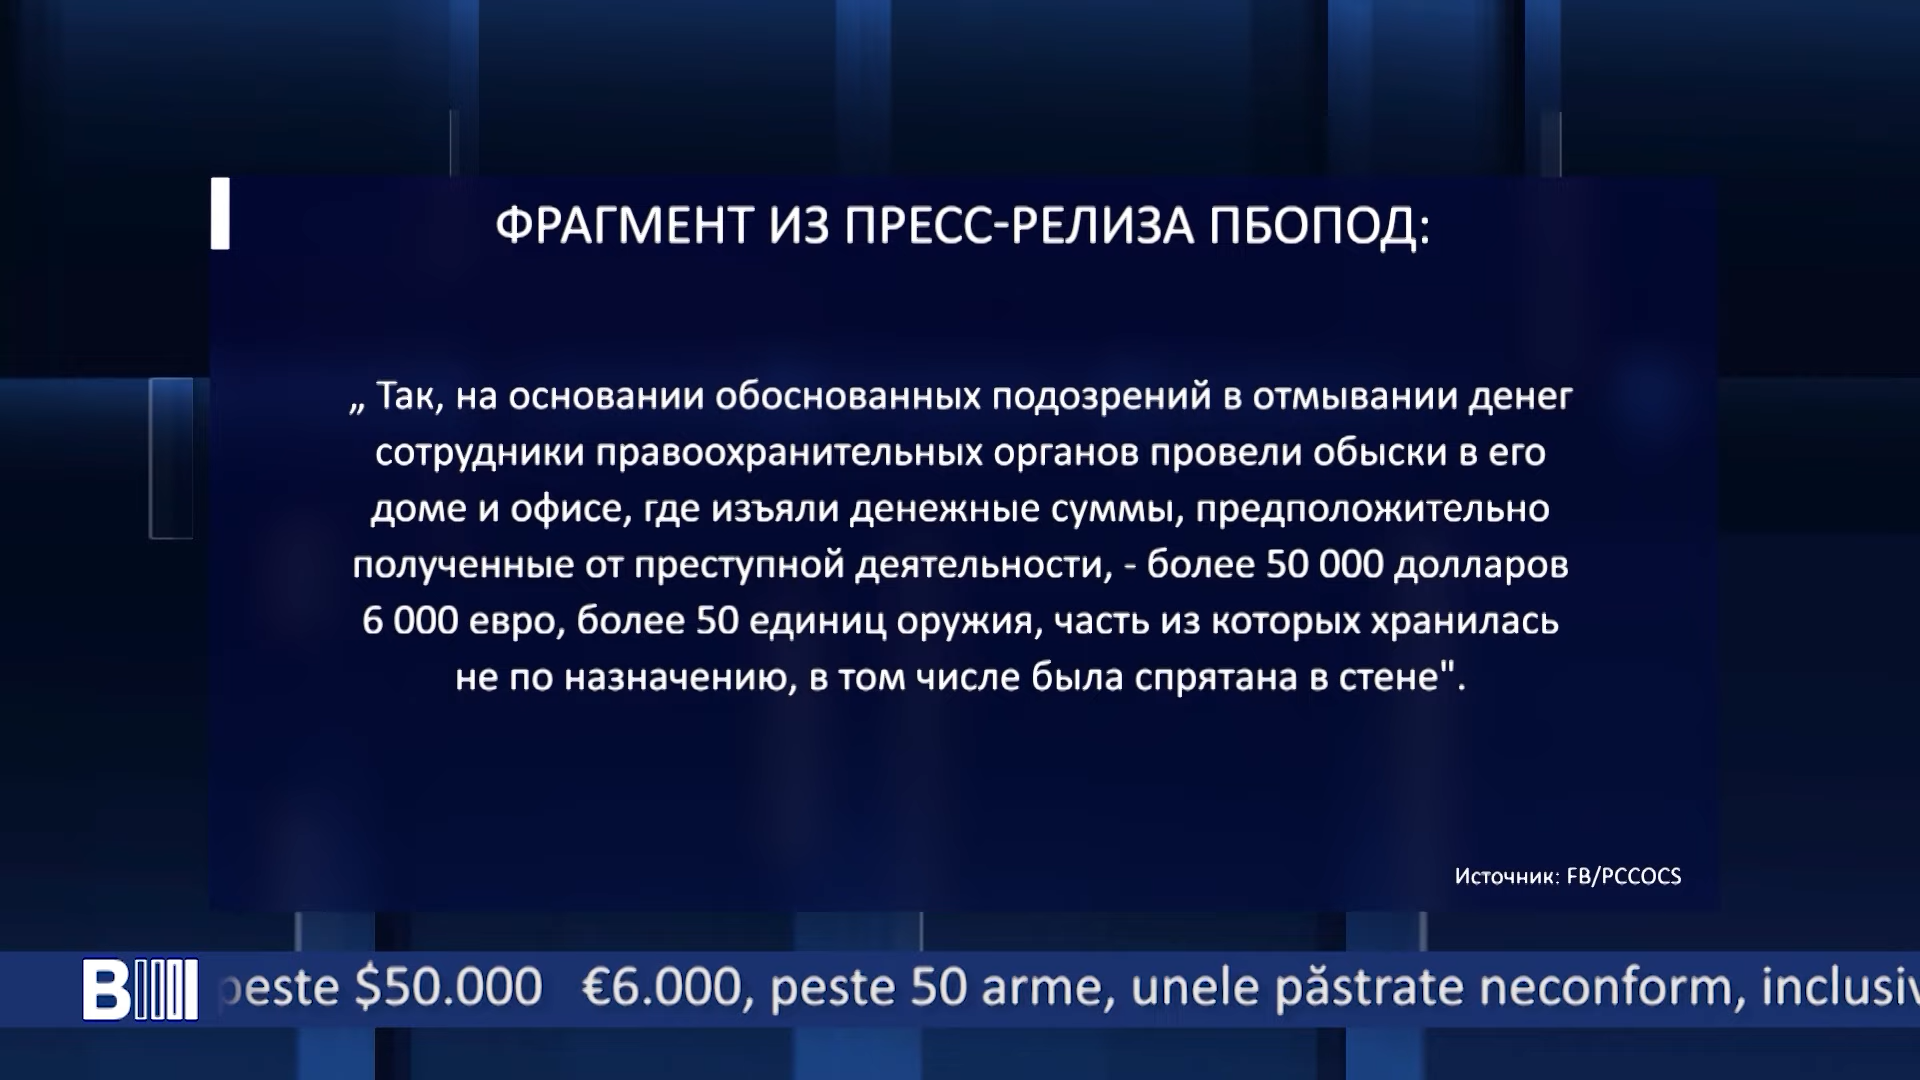 ФРАГМЕНТ ИЗ ПРЕСС-РЕЛИЗА ПБОПОД:
„ Так, на основании обоснованных подозрений в отмывании денег
сотрудники правоохранительных органов провели обыски в его
доме и офисе, где изъяли денежные суммы, предположительно
полученные от преступной деятельности, - более 50 000 долларов
6 000 евро, более 50 единиц оружия, часть из которых хранилась
не по назначению, в том числе была спрятана в стене".
Источник: FB/PCCOCS
B peste $50.000 €6.000, peste 50 arme, unele păstrate neconform, inclusiv